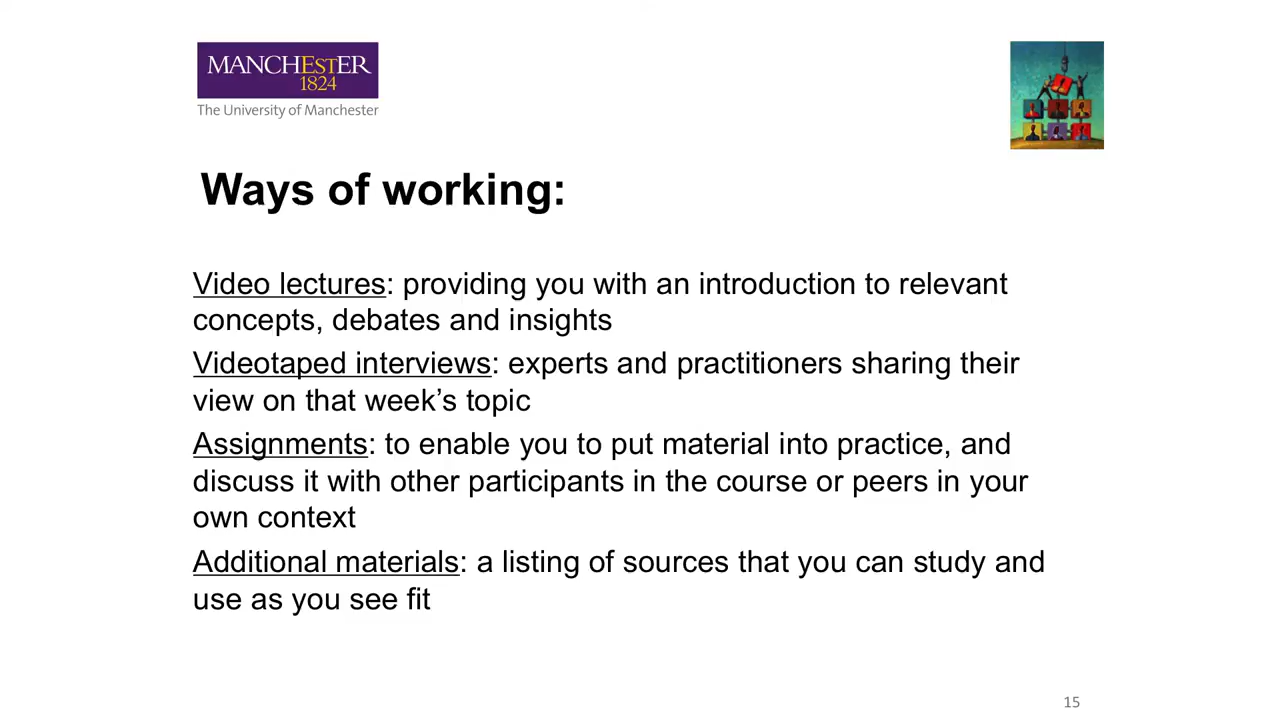 MANCHESTER
1824
The University of Manchester
Ways of working:
Video lectures: providing you with an introduction to relevant
concepts, debates and insights
Videotaped interviews: experts and practitioners sharing their
view on that week’s topic
Assignments: to enable you to put material into practice, and
discuss it with other participants in the course or peers in your
own context
Additional materials: a listing of sources that you can study and
use as you see fit
15